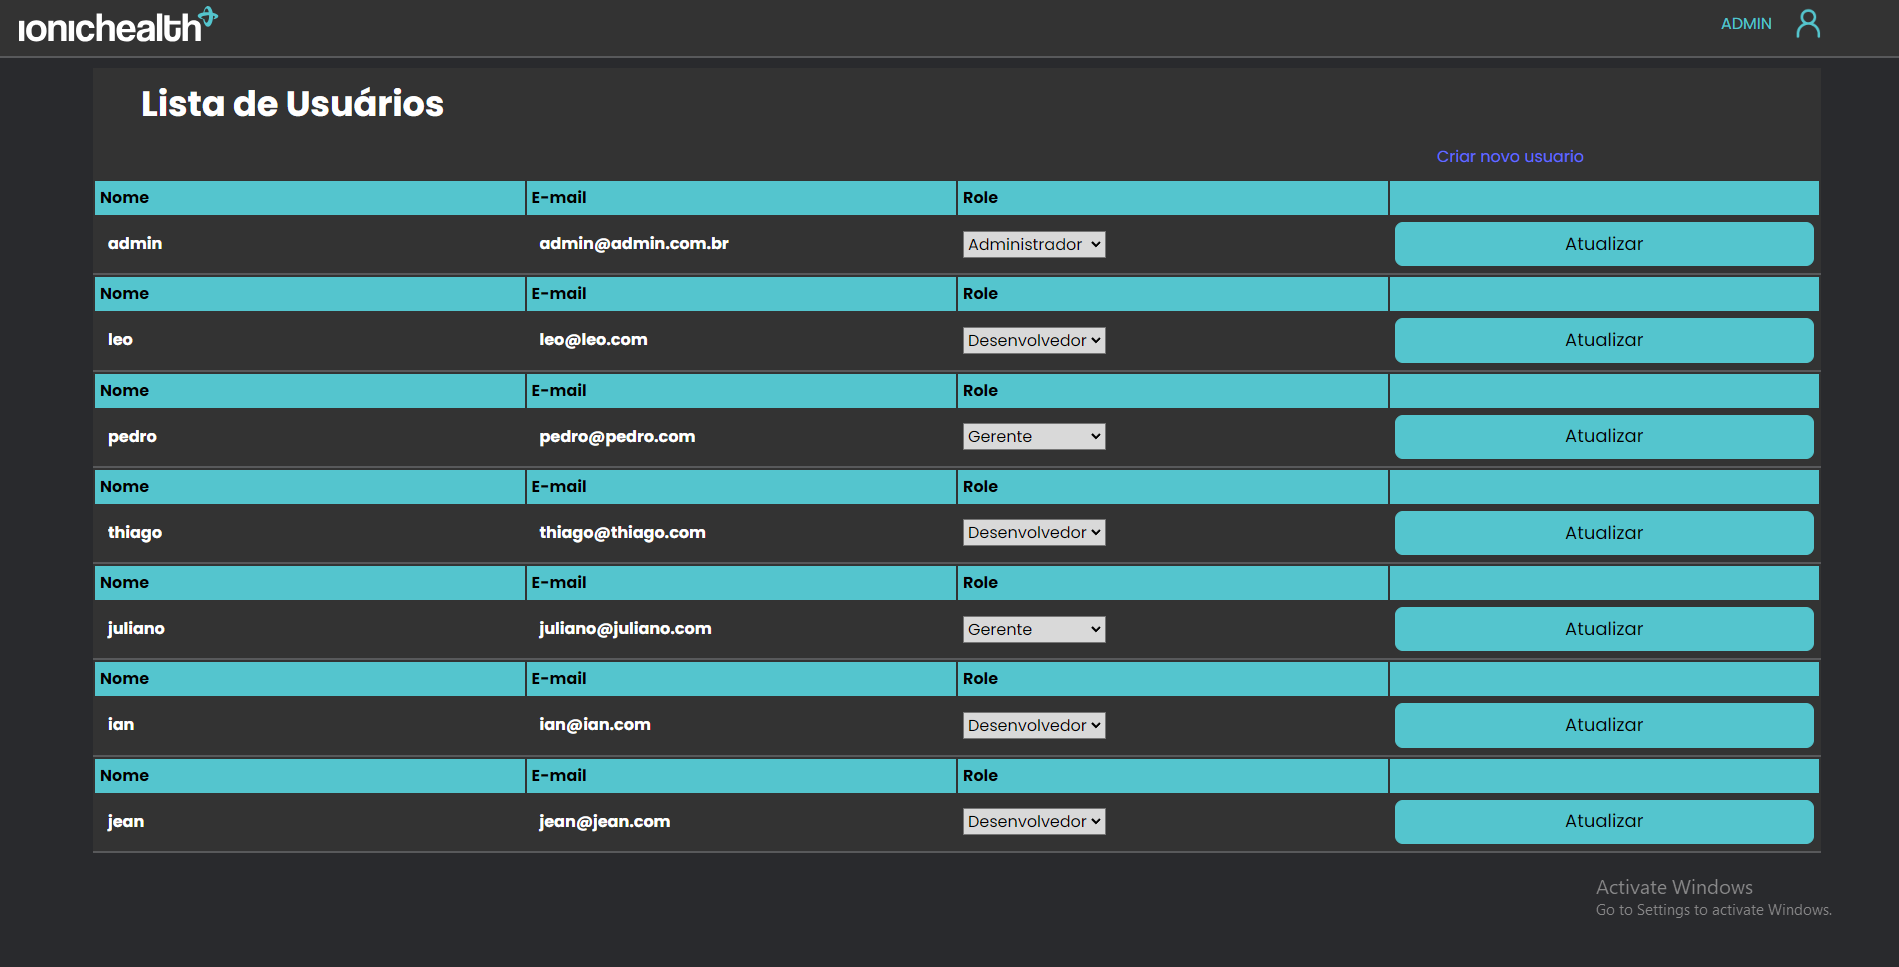 ionichealth
ADMIN
Lista de Usuários
Criar novo usuario
Nome E-mail Role
admin admin@admin.com.br Administrador Atualizar
Nome E-mail Role
leo leo@leo.com Desenvolvedor Atualizar
Nome E-mail Role
pedro pedro@pedro.com Gerente Atualizar
Nome E-mail Role
thiago thiago@thiago.com Desenvolvedor Atualizar
Nome E-mail Role
juliano juliano@juliano.com Gerente Atualizar
Nome E-mail Role
ian ian@ian.com Desenvolvedor Atualizar
Nome E-mail Role
jean jean@jean.com Desenvolvedor Atualizar
Activate Windows
Go to Settings to activate Windows.